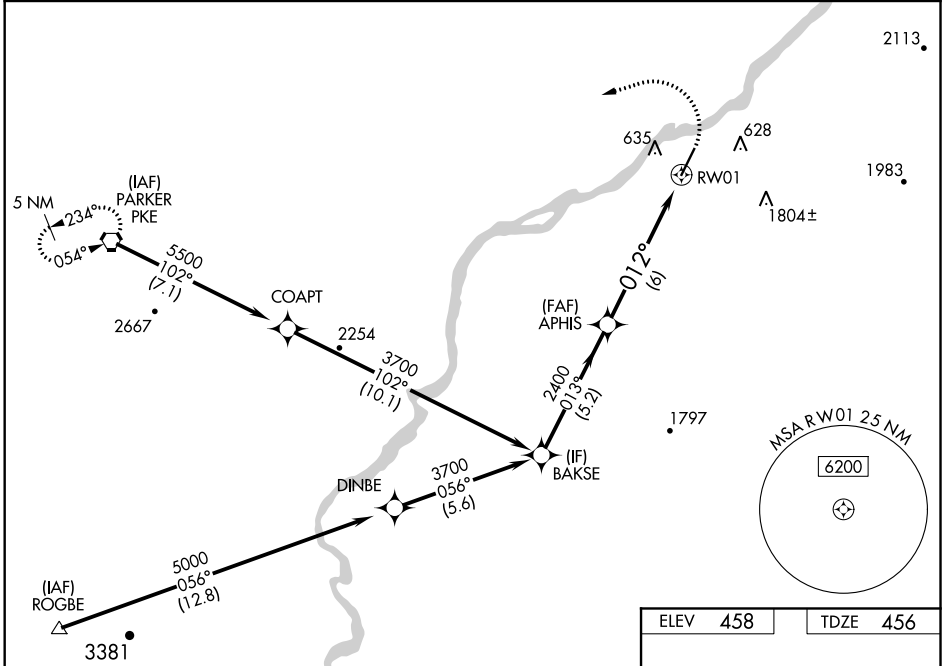 2113
635
628
1983
RW01
1804±
(IAF)
PARKER
PKE
5 NM
234°
054°
5500
102°
(7.1)
COAPT
2667
2254
3700
102°
(10.1)
012°
(6)
(FAF)
APHIS
2400
013°
(5.2)
1797
(IF)
BAKSE
DINBE
3700
056°
(5.6)
5000
056°
(12.8)
(IAF)
ROGBE
3381
MSA RW01 25 NM
6200
ELEV 458
TDZE 456